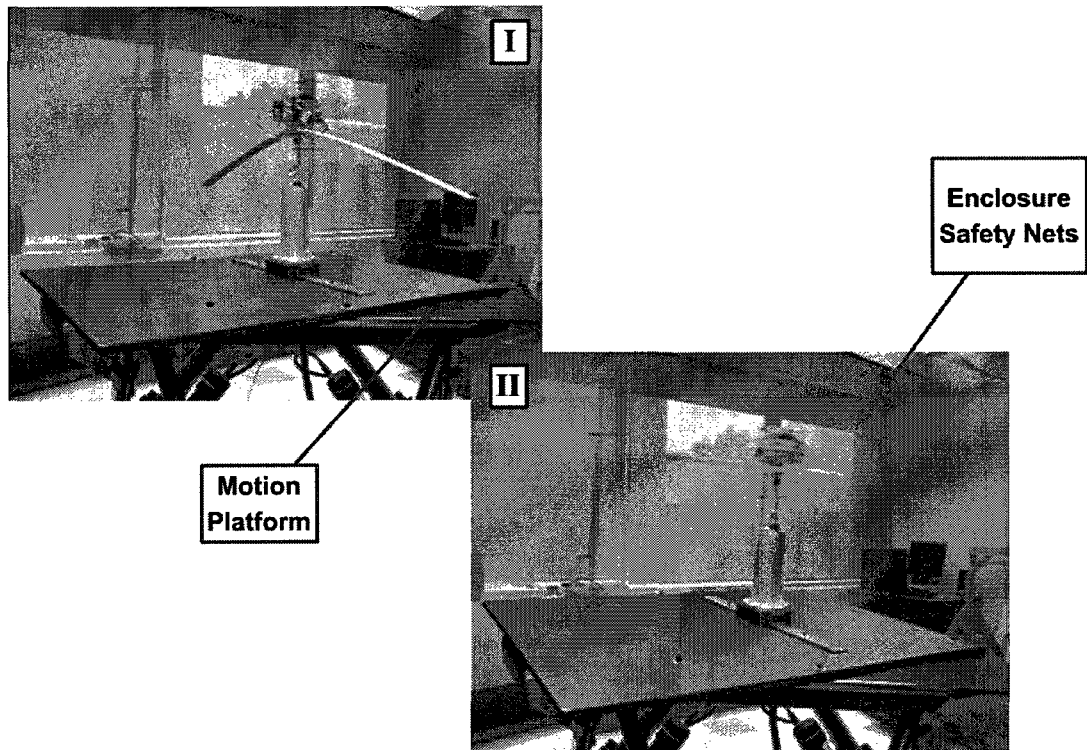 I
Enclosure
Safety Nets
II
Motion
Platform